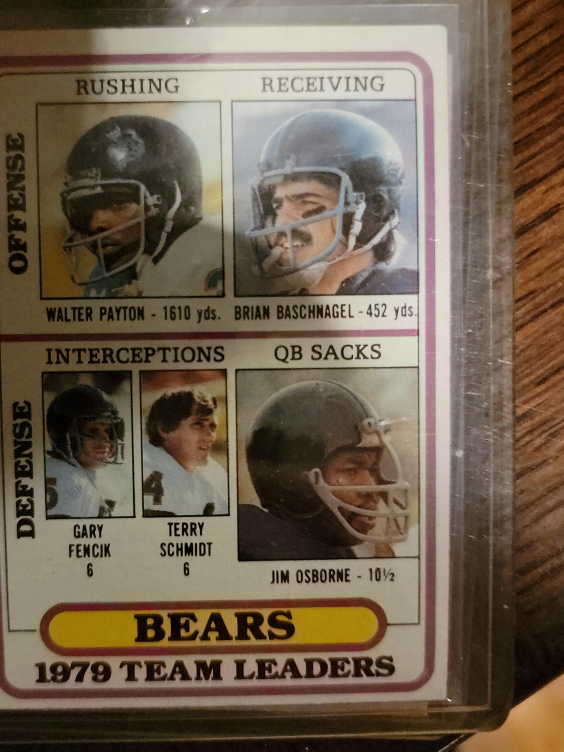 RUSHING
RECEIVING
OFFENSE
WALTER PAYTON - 1610 yds.
BRIAN BASCHNAGEL - 452 yds.
INTERCEPTIONS
QB SACKS
DEFENSE
GARY
FENCIK
6
TERRY
SCHMIDT
6
JIM OSBORNE - 10½
BEARS
1979 TEAM LEADERS